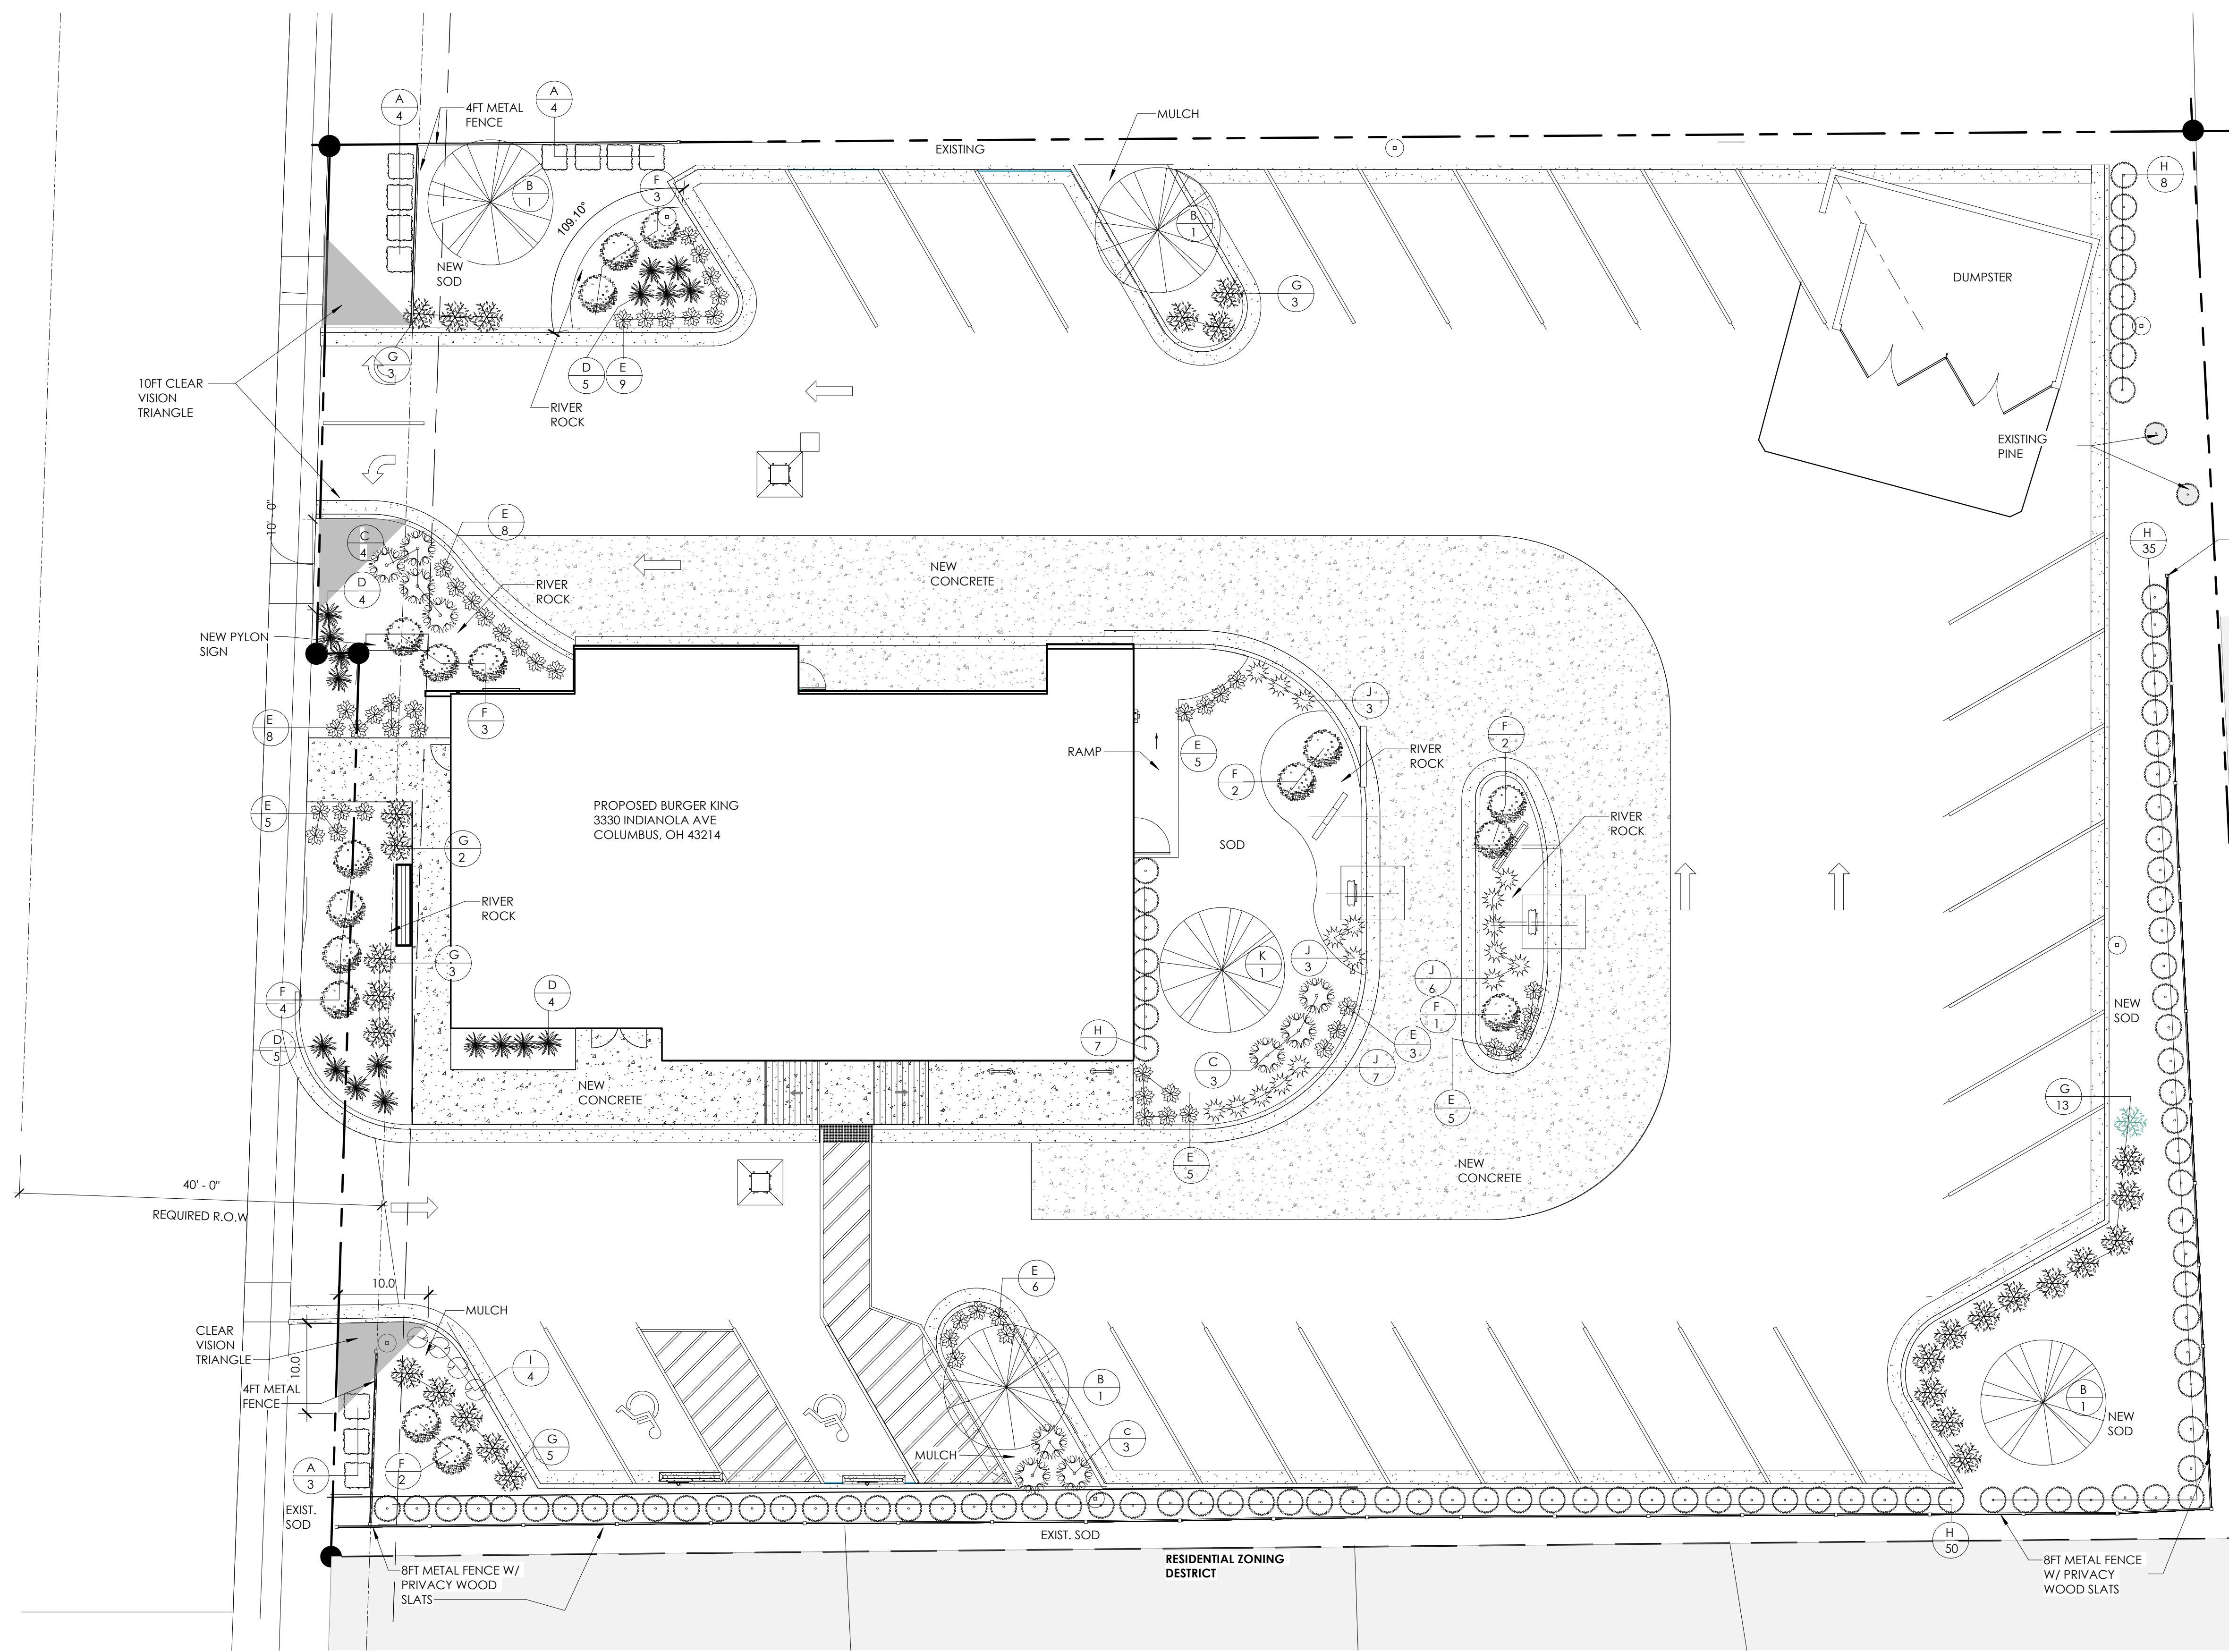 A
4
4FT METAL
FENCE
A
4
MULCH
EXISTING
H
8
B
1
F
3
109.10°
B
1
NEW
SOD
G
3
DUMPSTER
G
3
D
5
E
9
10FT CLEAR
VISION
TRIANGLE
RIVER
ROCK
EXISTING
PINE
10' - 0"
E
8
C
4
H
35
D
4
RIVER
ROCK
NEW
CONCRETE
NEW PYLON
SIGN
F
3
E
8
J
3
RAMP
E
5
RIVER
ROCK
F
2
F
2
PROPOSED BURGER KING
3330 INDIANOLA AVE
COLUMBUS, OH 43214
E
5
G
2
SOD
RIVER
ROCK
RIVER
ROCK
G
3
K
1
J
3
J
6
F
4
D
4
F
1
NEW
SOD
D
5
H
7
E
3
C
3
J
7
NEW
CONCRETE
E
5
G
13
E
5
NEW
CONCRETE
40' - 0"
REQUIRED R.O.W
10.0
E
6
MULCH
CLEAR
VISION
TRIANGLE
10.0
I
4
4FT METAL
FENCE
B
1
B
1
NEW
SOD
C
3
G
5
MULCH
A
3
F
2
EXIST.
SOD
EXIST. SOD
H
50
RESIDENTIAL ZONING
DESTRICT
8FT METAL FENCE W/
PRIVACY WOOD
SLATS
8FT METAL FENCE
W/ PRIVACY
WOOD SLATS